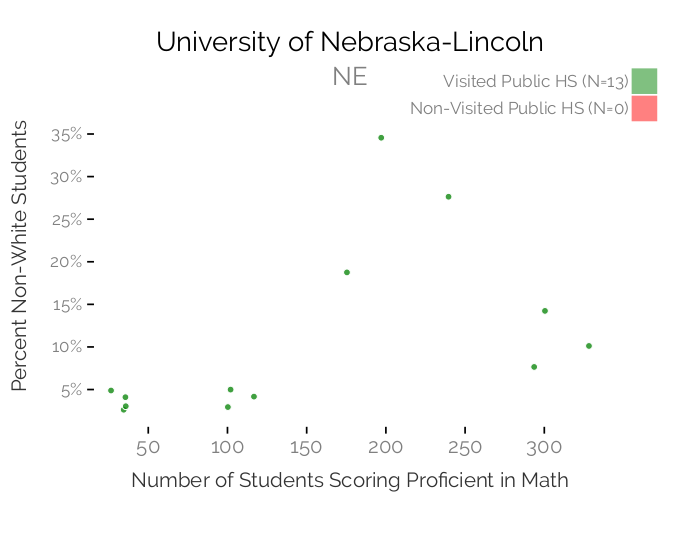 University of Nebraska-Lincoln
NE
Visited Public HS (N=13)
Non-Visited Public HS (N=0)
Percent Non-White Students
35%
30%
25%
20%
15%
10%
5%
50 100 150 200 250 300
Number of Students Scoring Proficient in Math